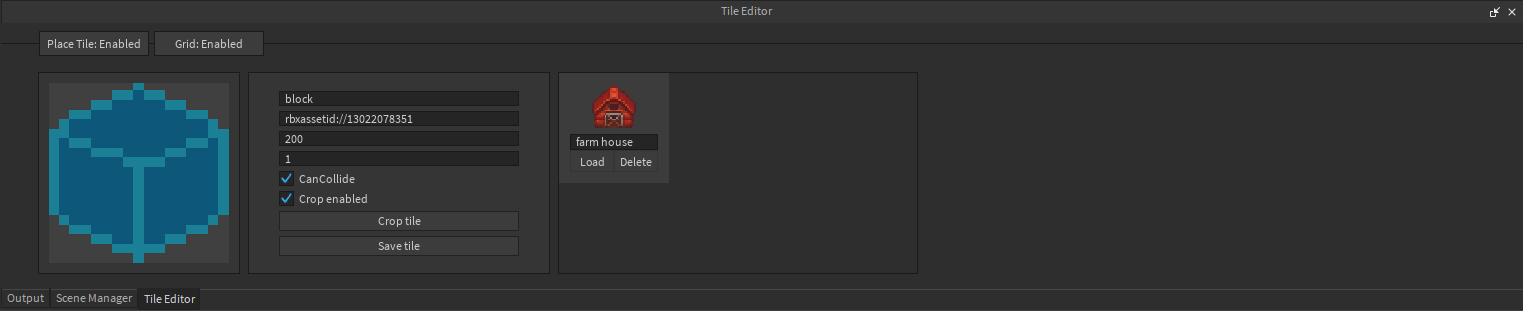 Tile Editor
Place Tile: Enabled
Grid: Enabled
block
rbxassetid://13022078351
200
1
CanCollide
Crop enabled
Crop tile
Save tile
farm house
Load
Delete
Output
Scene Manager
Tile Editor